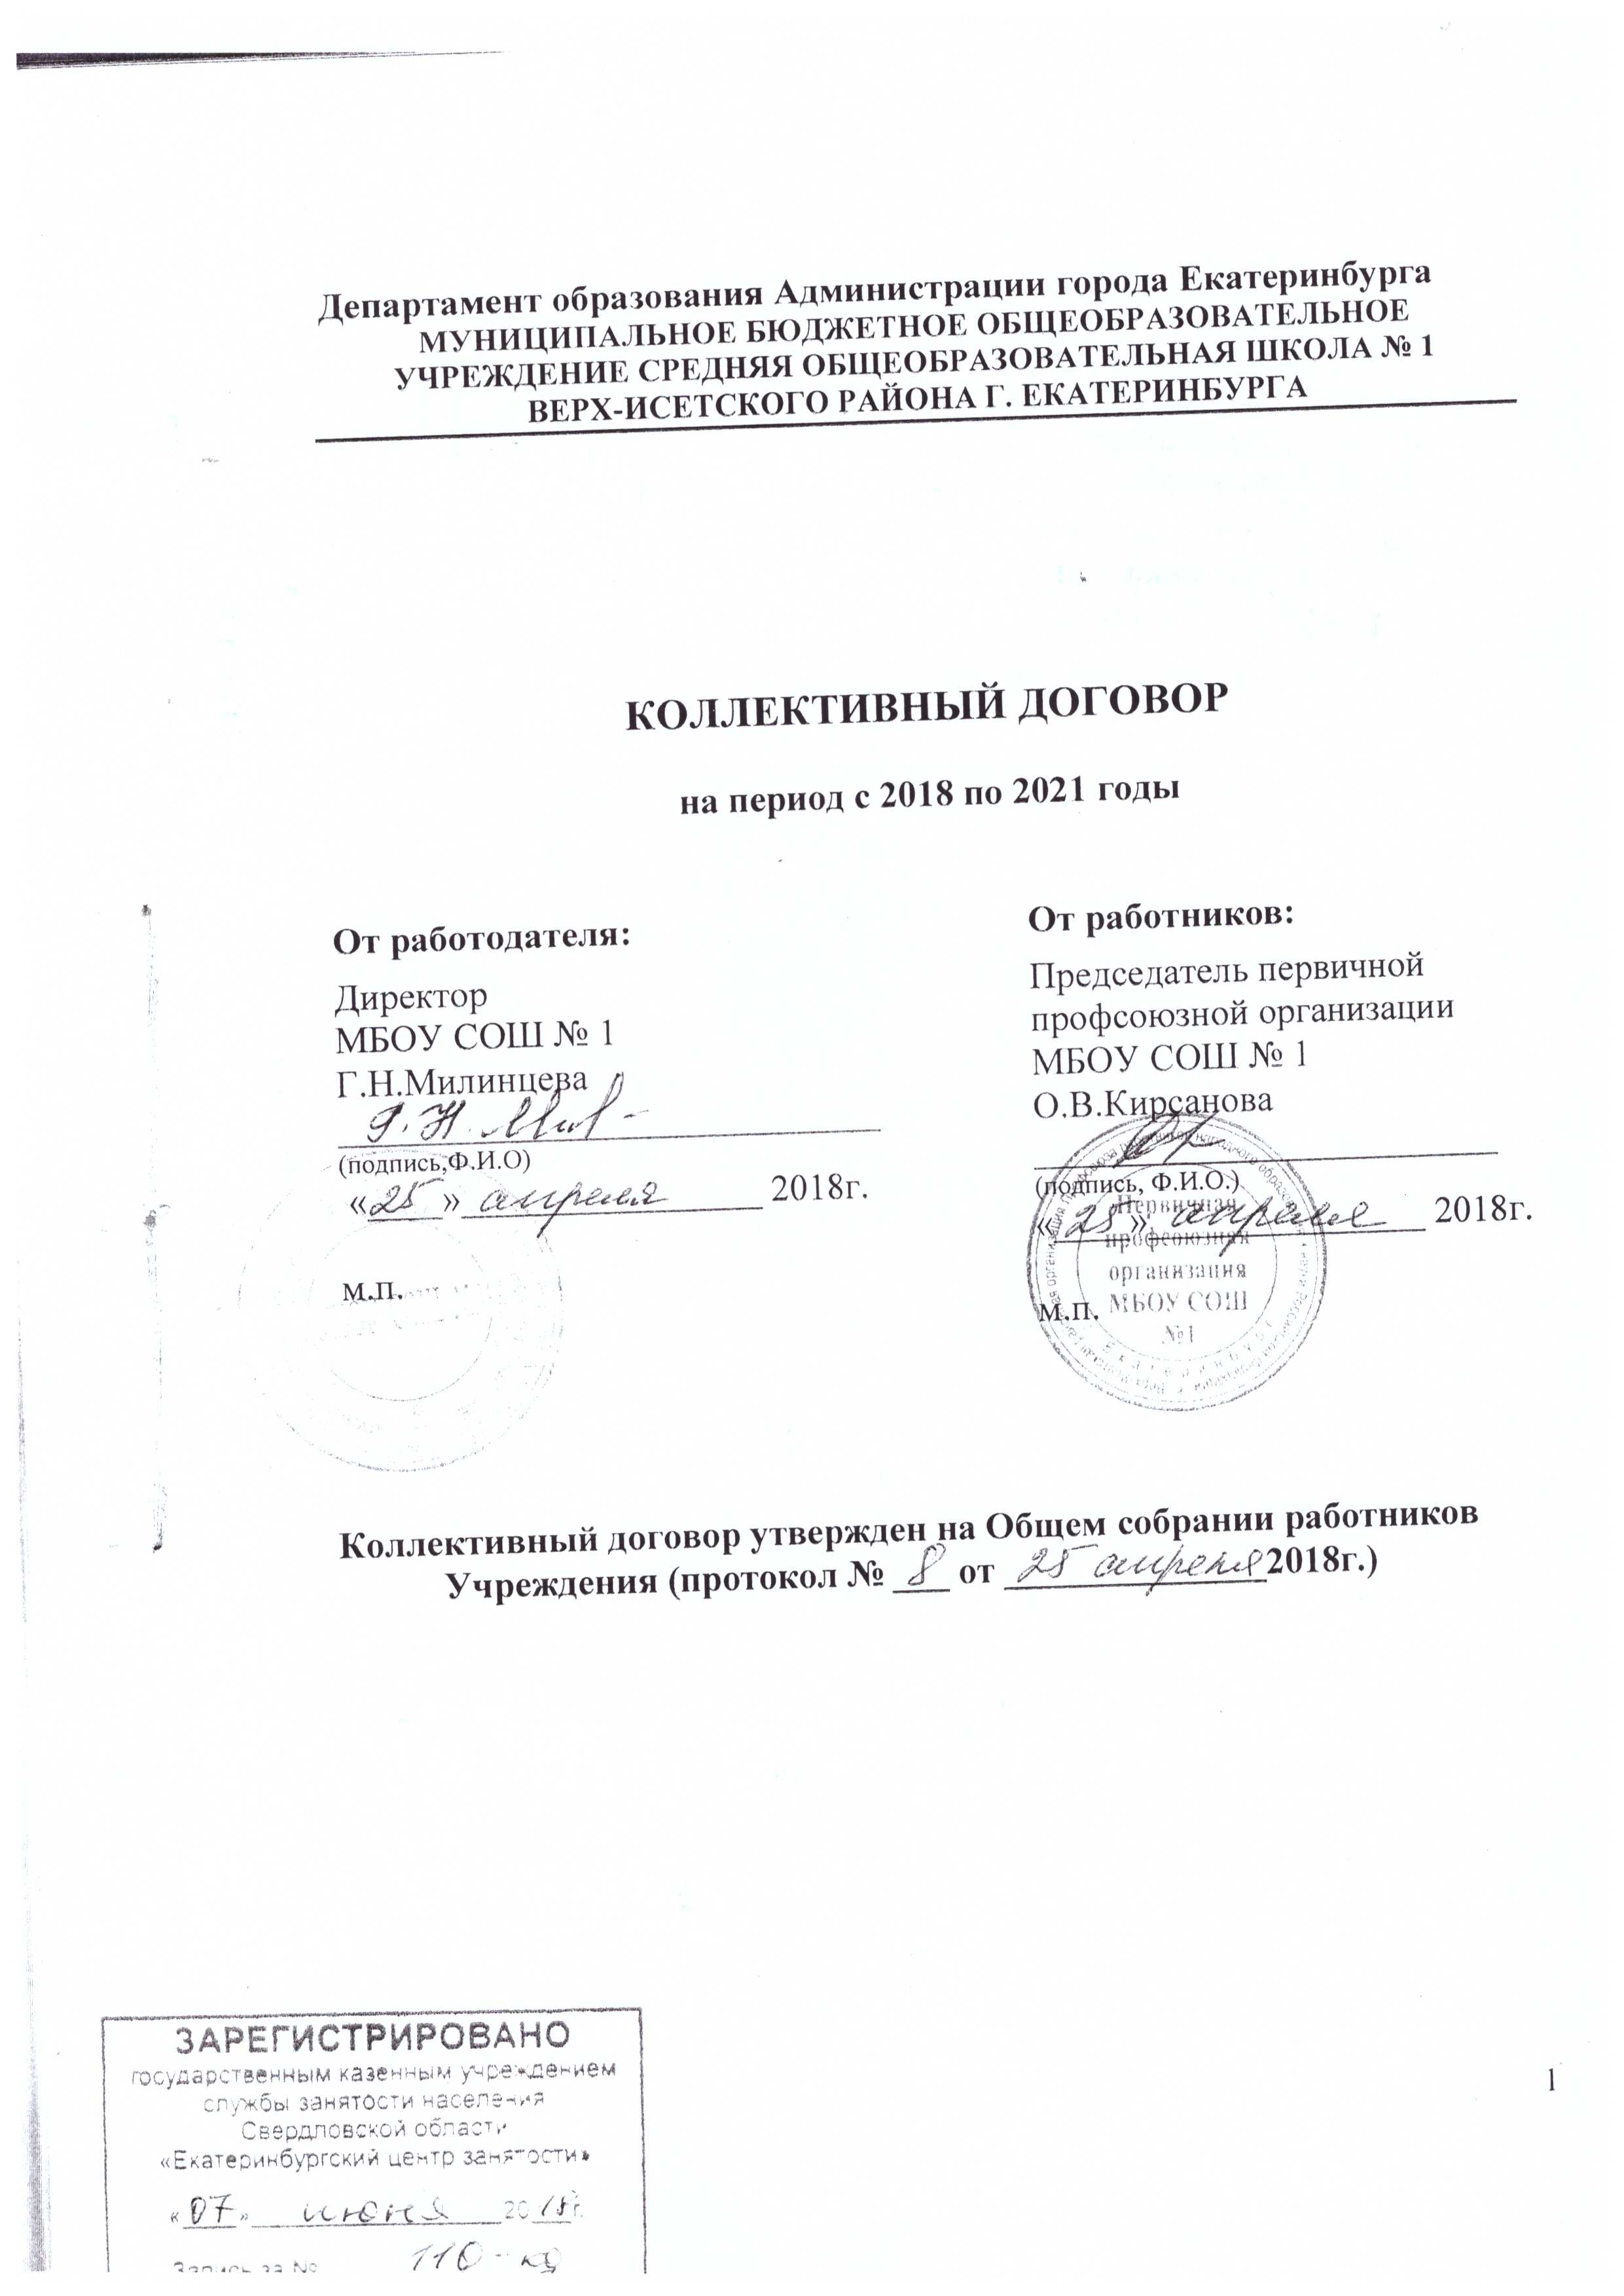 Департамент образования Администрации города Екатеринбурга
МУНИЦИПАЛЬНОЕ БЮДЖЕТНОЕ ОБЩЕОБРАЗОВАТЕЛЬНОЕ
УЧРЕЖДЕНИЕ СРЕДНЯЯ ОБЩЕОБРАЗОВАТЕЛЬНАЯ ШКОЛА № 1
ВЕРХ-ИСЕТСКОГО РАЙОНА Г. ЕКАТЕРИНБУРГА
КОЛЛЕКТИВНЫЙ ДОГОВОР
на период с 2018 по 2021 годы
От работодателя:
Директор
МБОУ СОШ № 1
Г.Н.Милинцева
Г.Н.
(подпись,Ф.И.О)
«25» апреля 2018г.
м.п.
От работников:
Председатель первичной
профсоюзной организации
МБОУ СОШ № 1
О.В.Кирсанова
(подпись, Ф.И.О.)
«25» апреля 2018г.
м.п.
Первичная
профсоюзная
организация
МБОУ СОШ
№1
Екатеринбург
Коллективный договор утвержден на Общем собрании работников
Учреждения (протокол № 8 от 25 апреля 2018г.)
ЗАРЕГИСТРИРОВАНО
государственным казенным учреждением
службы занятости населения
Свердловской области
«Екатеринбургский центр занятости»
«07» июня 2018г.
Запись за № 110-кд
1